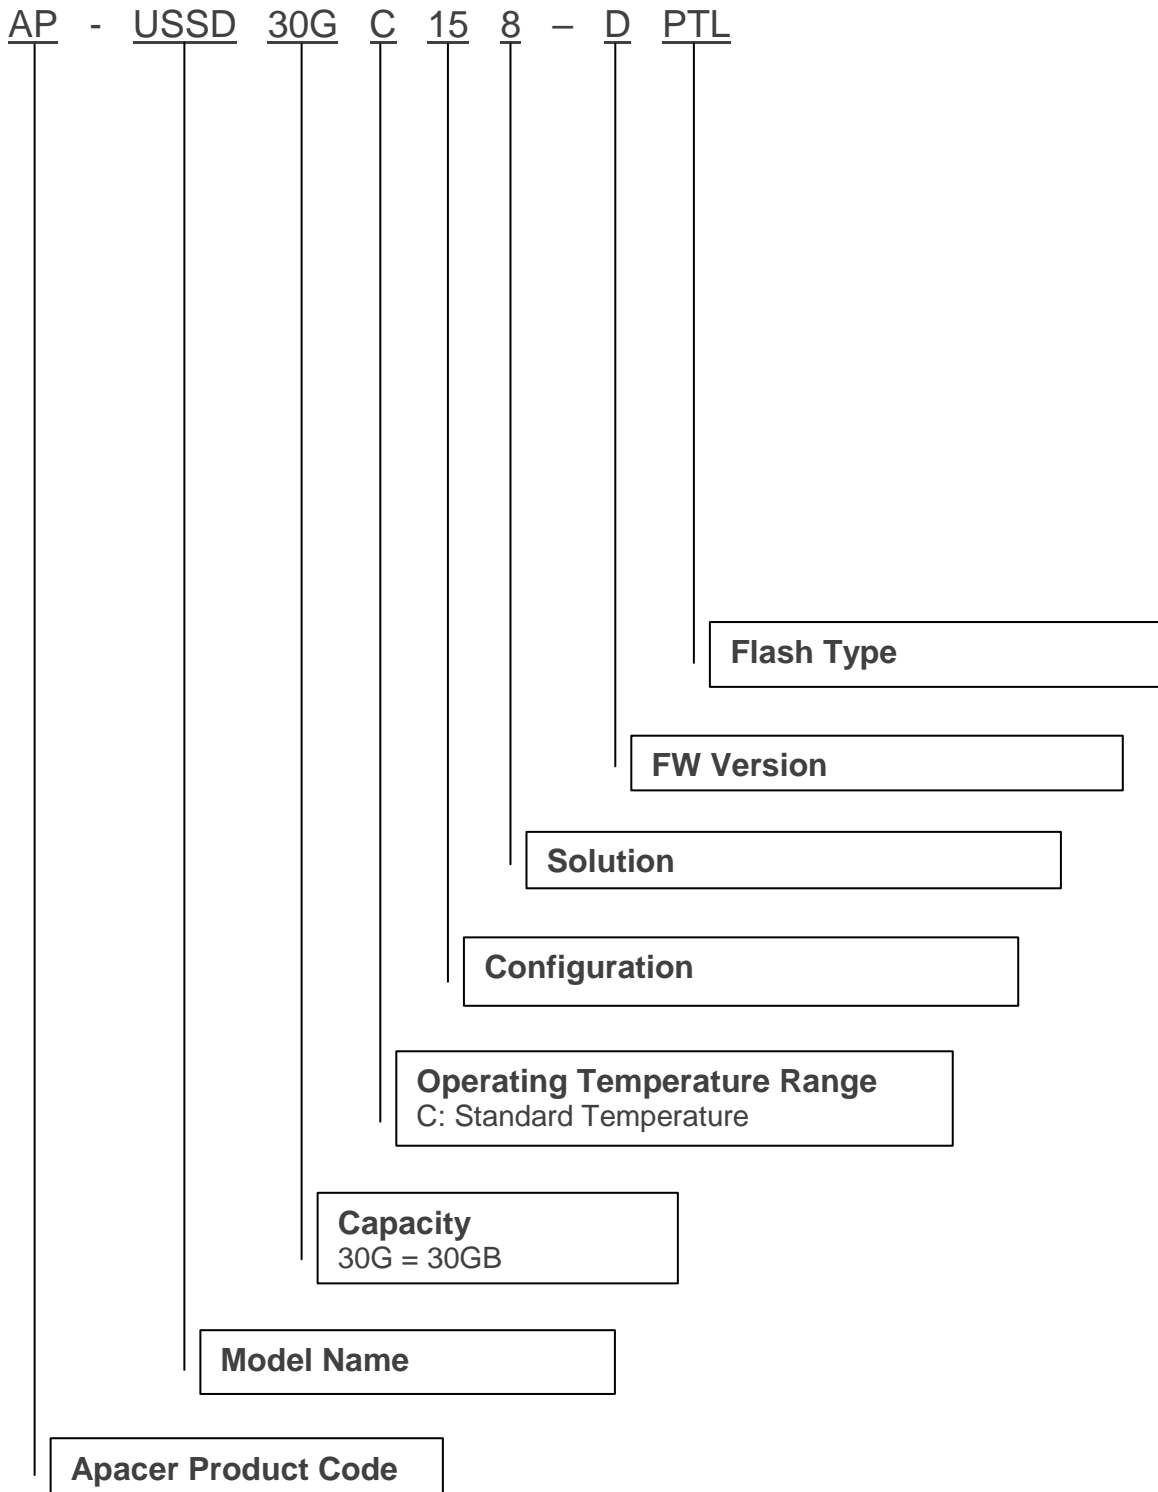 AP - USSD 30G C 15 8 – D PTL
Flash Type
FW Version
Solution
Configuration
Operating Temperature Range
C: Standard Temperature
Capacity
30G = 30GB
Model Name
Apacer Product Code